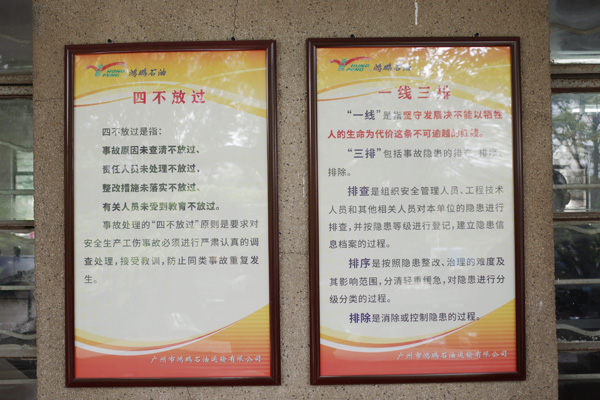 HONG PENG 鸿鹏石油
四不放过
四不放过是指:
事故原因未查清不放过、
责任人员未处理不放过、
整改措施未落实不放过、
有关人员未受到教育不放过。
事故处理的“四不放过”原则是要求对
安全生产工伤事故必须进行严肃认真的调
查处理,接受教训,防止同类事故重复发
生。
广州市鸿鹏石油运输有限公司
HONG PENG 鸿鹏石油
一线三排
“一线”是指坚守发展决不能以牺牲
人的生命为代价这条不可逾越的红线。
“三排”包括事故隐患的排查、排序、
排除。
排查是组织安全管理人员、工程技术
人员和其他相关人员对本单位的隐患进行
排查,并按隐患等级进行登记,建立隐患信
息档案的过程。
排序是按照隐患整改、治理的难度及
其影响范围,分清轻重缓急,对隐患进行分
级分类的过程。
排除是消除或控制隐患的过程。
广州市鸿鹏石油运输有限公司